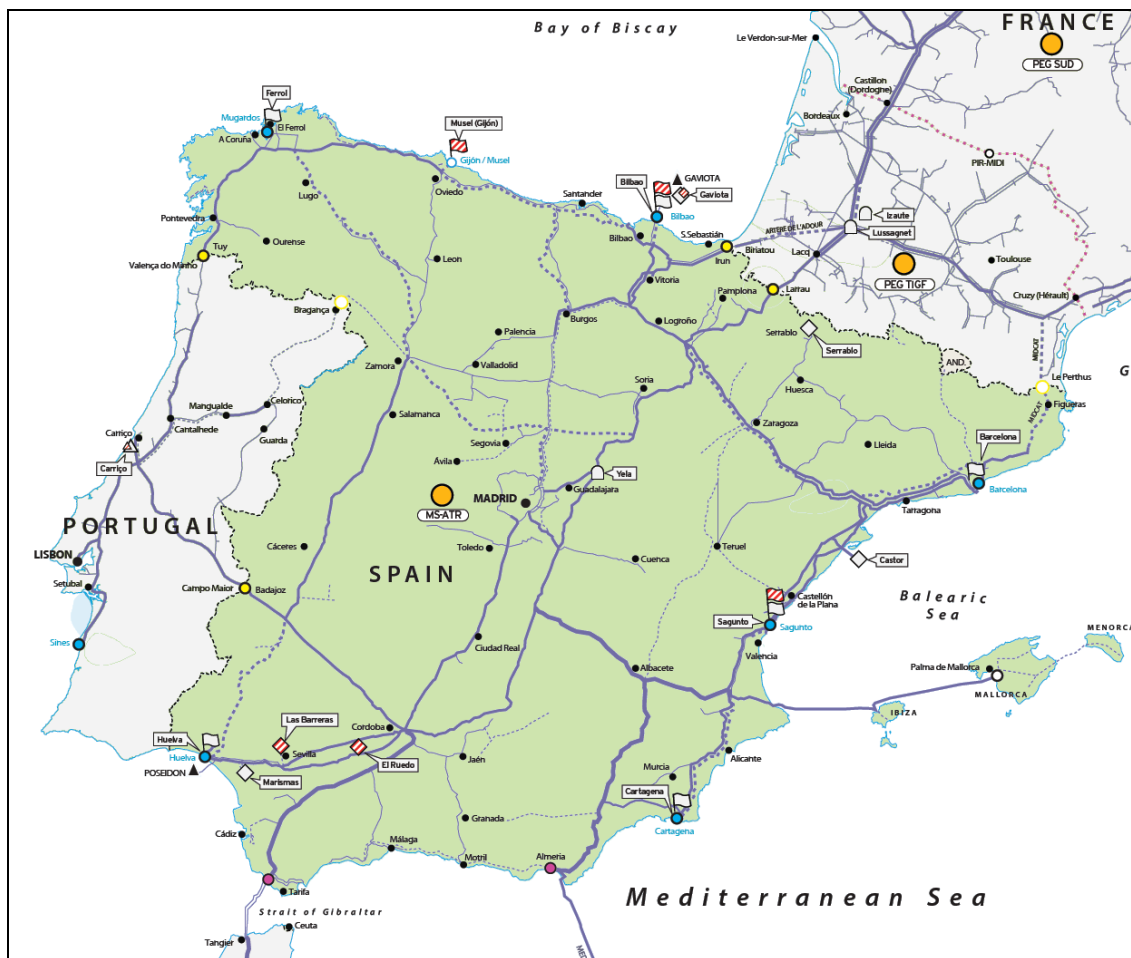 Bay of Biscay
FRANCE
Le Verdon-sur-Mer
PEG SUD
Castillon
(Dordogne)
Bordeaux
Ferrol
Mugardos
El Ferrol
A Coruña
Musel (Gijón)
Gijón / Musel
PIR-MIDI
Oviedo
Lugo
Santander
Bilbao
GAVIOTA
Gaviota
Bilbao
Bilbao
S.Sebastián
Irun
Biriatou
ARTÈRE DE L'ADOUR
Izaute
Lussagnet
Lacq
PEG TIGF
Toulouse
Cruzy (Hérault)
Pontevedra
Ourense
Tuy
Valença do Minho
Leon
Vitoria
Pamplona
Larrau
Bragança
Palencia
Burgos
Logroño
Serrablo
Serrablo
AND.
MIDCAT
Le Perthus
G
Zamora
Valladolid
Soria
Huesca
MIDCAT
Figueras
Mangualde
Celorico
Cantalhede
Guarda
Salamanca
Segovia
Zaragoza
Lleida
Barcelona
Barcelona
Carriço
Carriço
Ávila
Yela
Guadalajara
MADRID
MS-ATR
Tarragona
PORTUGAL
LISBON
Setubal
Sines
Cáceres
SPAIN
Toledo
Cuenca
Teruel
Castor
Campo Maior
Badajoz
Castellón
de la Plana
Sagunto
Sagunto
Valencia
Balearic
Sea
MENORCA
Palma de Mallorca
MALLORCA
IBIZA
Ciudad Real
Albacete
Las Barreras
Cordoba
Huelva
Huelva
Sevilla
El Ruedo
Jaén
POSEIDON
Marismas
Murcia
Alicante
Cartagena
Cartagena
Cádiz
Granada
Málaga
Motril
Almeria
Tarifa
Strait of Gibraltar
Ceuta
Tangier
Mediterranean Sea